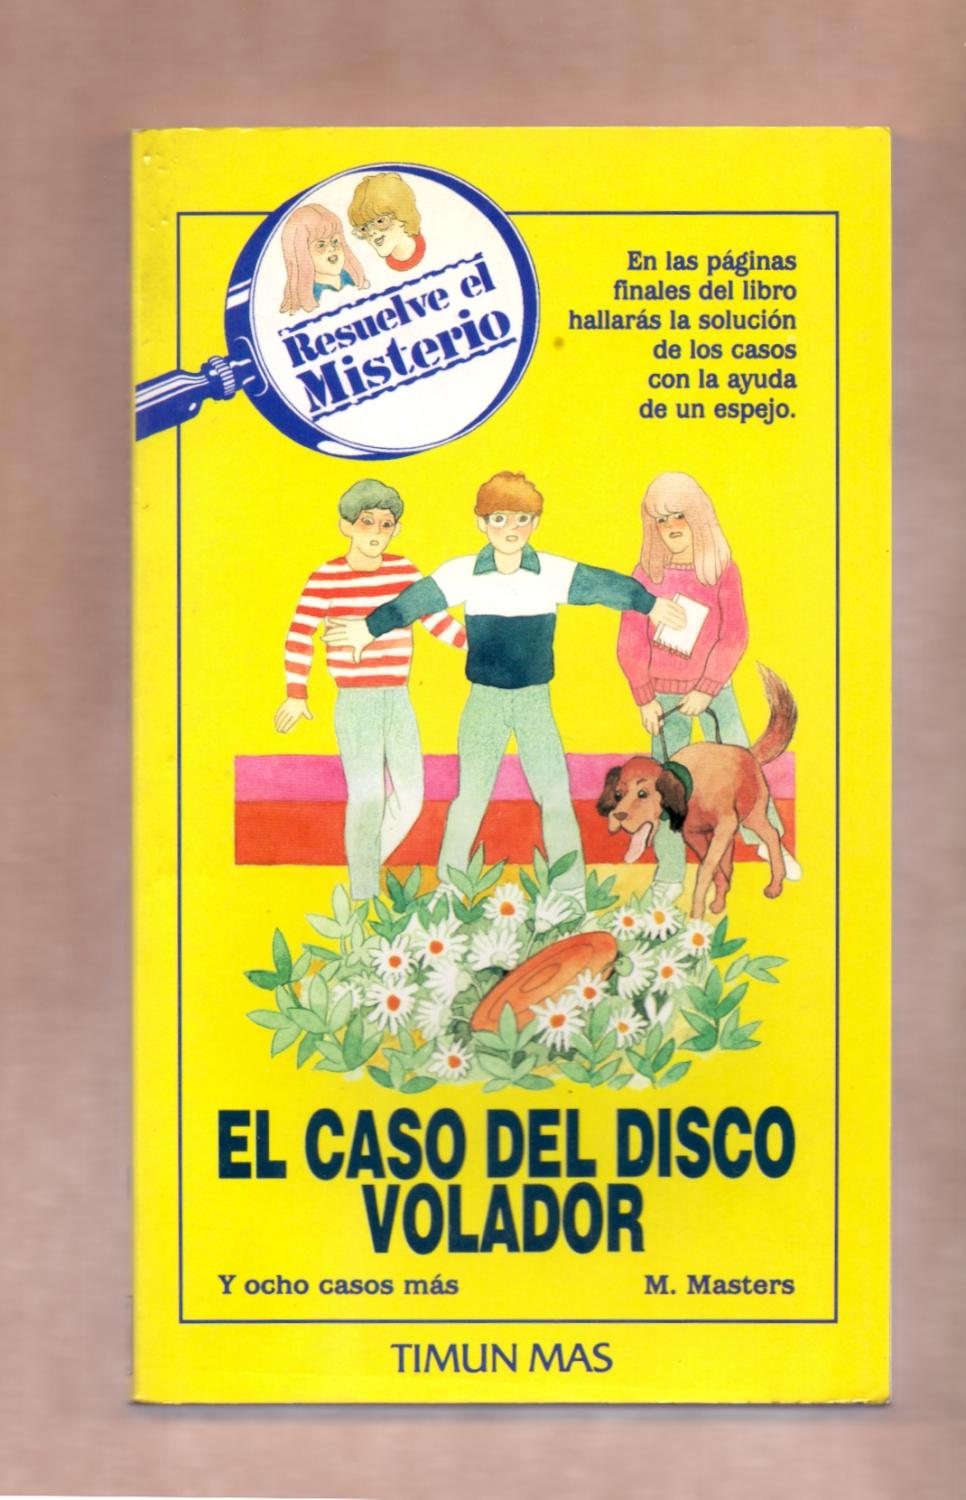 Resuelve el
Misterio
En las páginas
finales del libro
hallarás la solución
de los casos
con la ayuda
de un espejo.
EL CASO DEL DISCO
VOLADOR
Y ocho casos más
M. Masters
TIMUN MAS